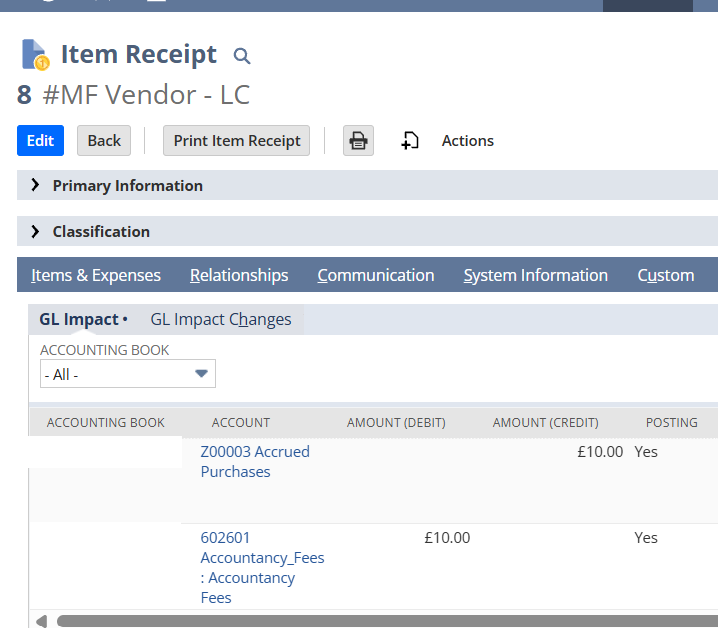 Item Receipt
8 #MF Vendor - LC
Edit Back Print Item Receipt Actions
Primary Information
Classification
Items & Expenses Relationships Communication System Information Custom
GL Impact • GL Impact Changes
ACCOUNTING BOOK
- All -
ACCOUNTING BOOK ACCOUNT AMOUNT (DEBIT) AMOUNT (CREDIT) POSTING
Z00003 Accrued £10.00 Yes
Purchases
602601 £10.00 Yes
Accountancy_Fees
: Accountancy
Fees